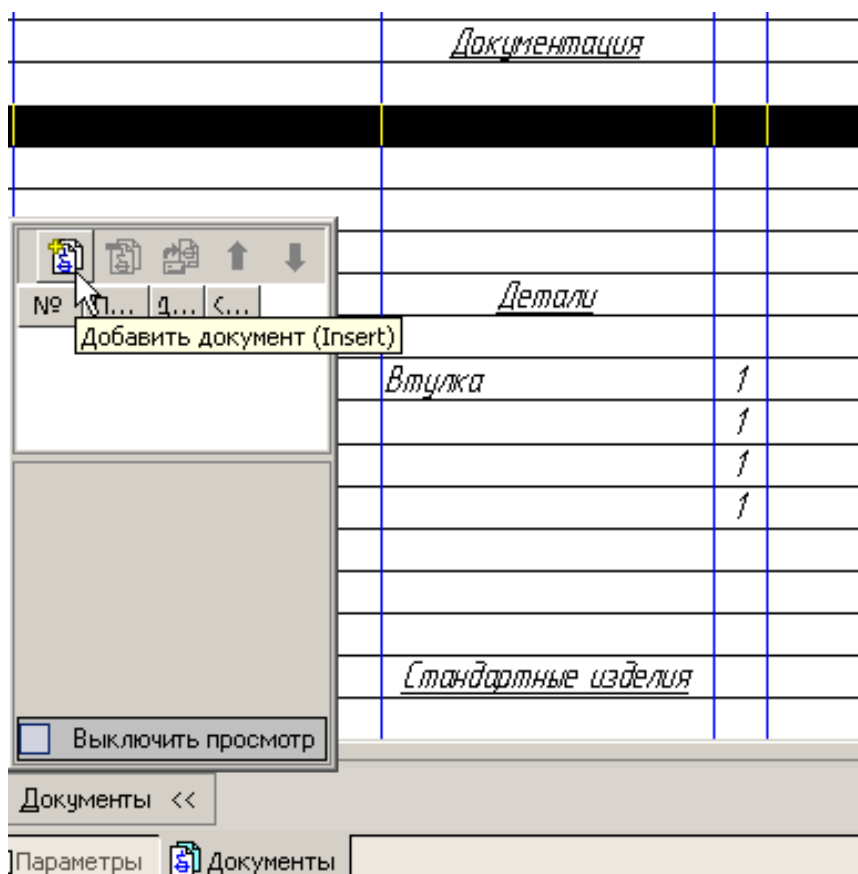 Документация
Детали
№ П... Д... С...
Добавить документ (Insert)
Втулка 1
1
1
1
Стандартные изделия
Выключить просмотр
Документы <<
Параметры Документы